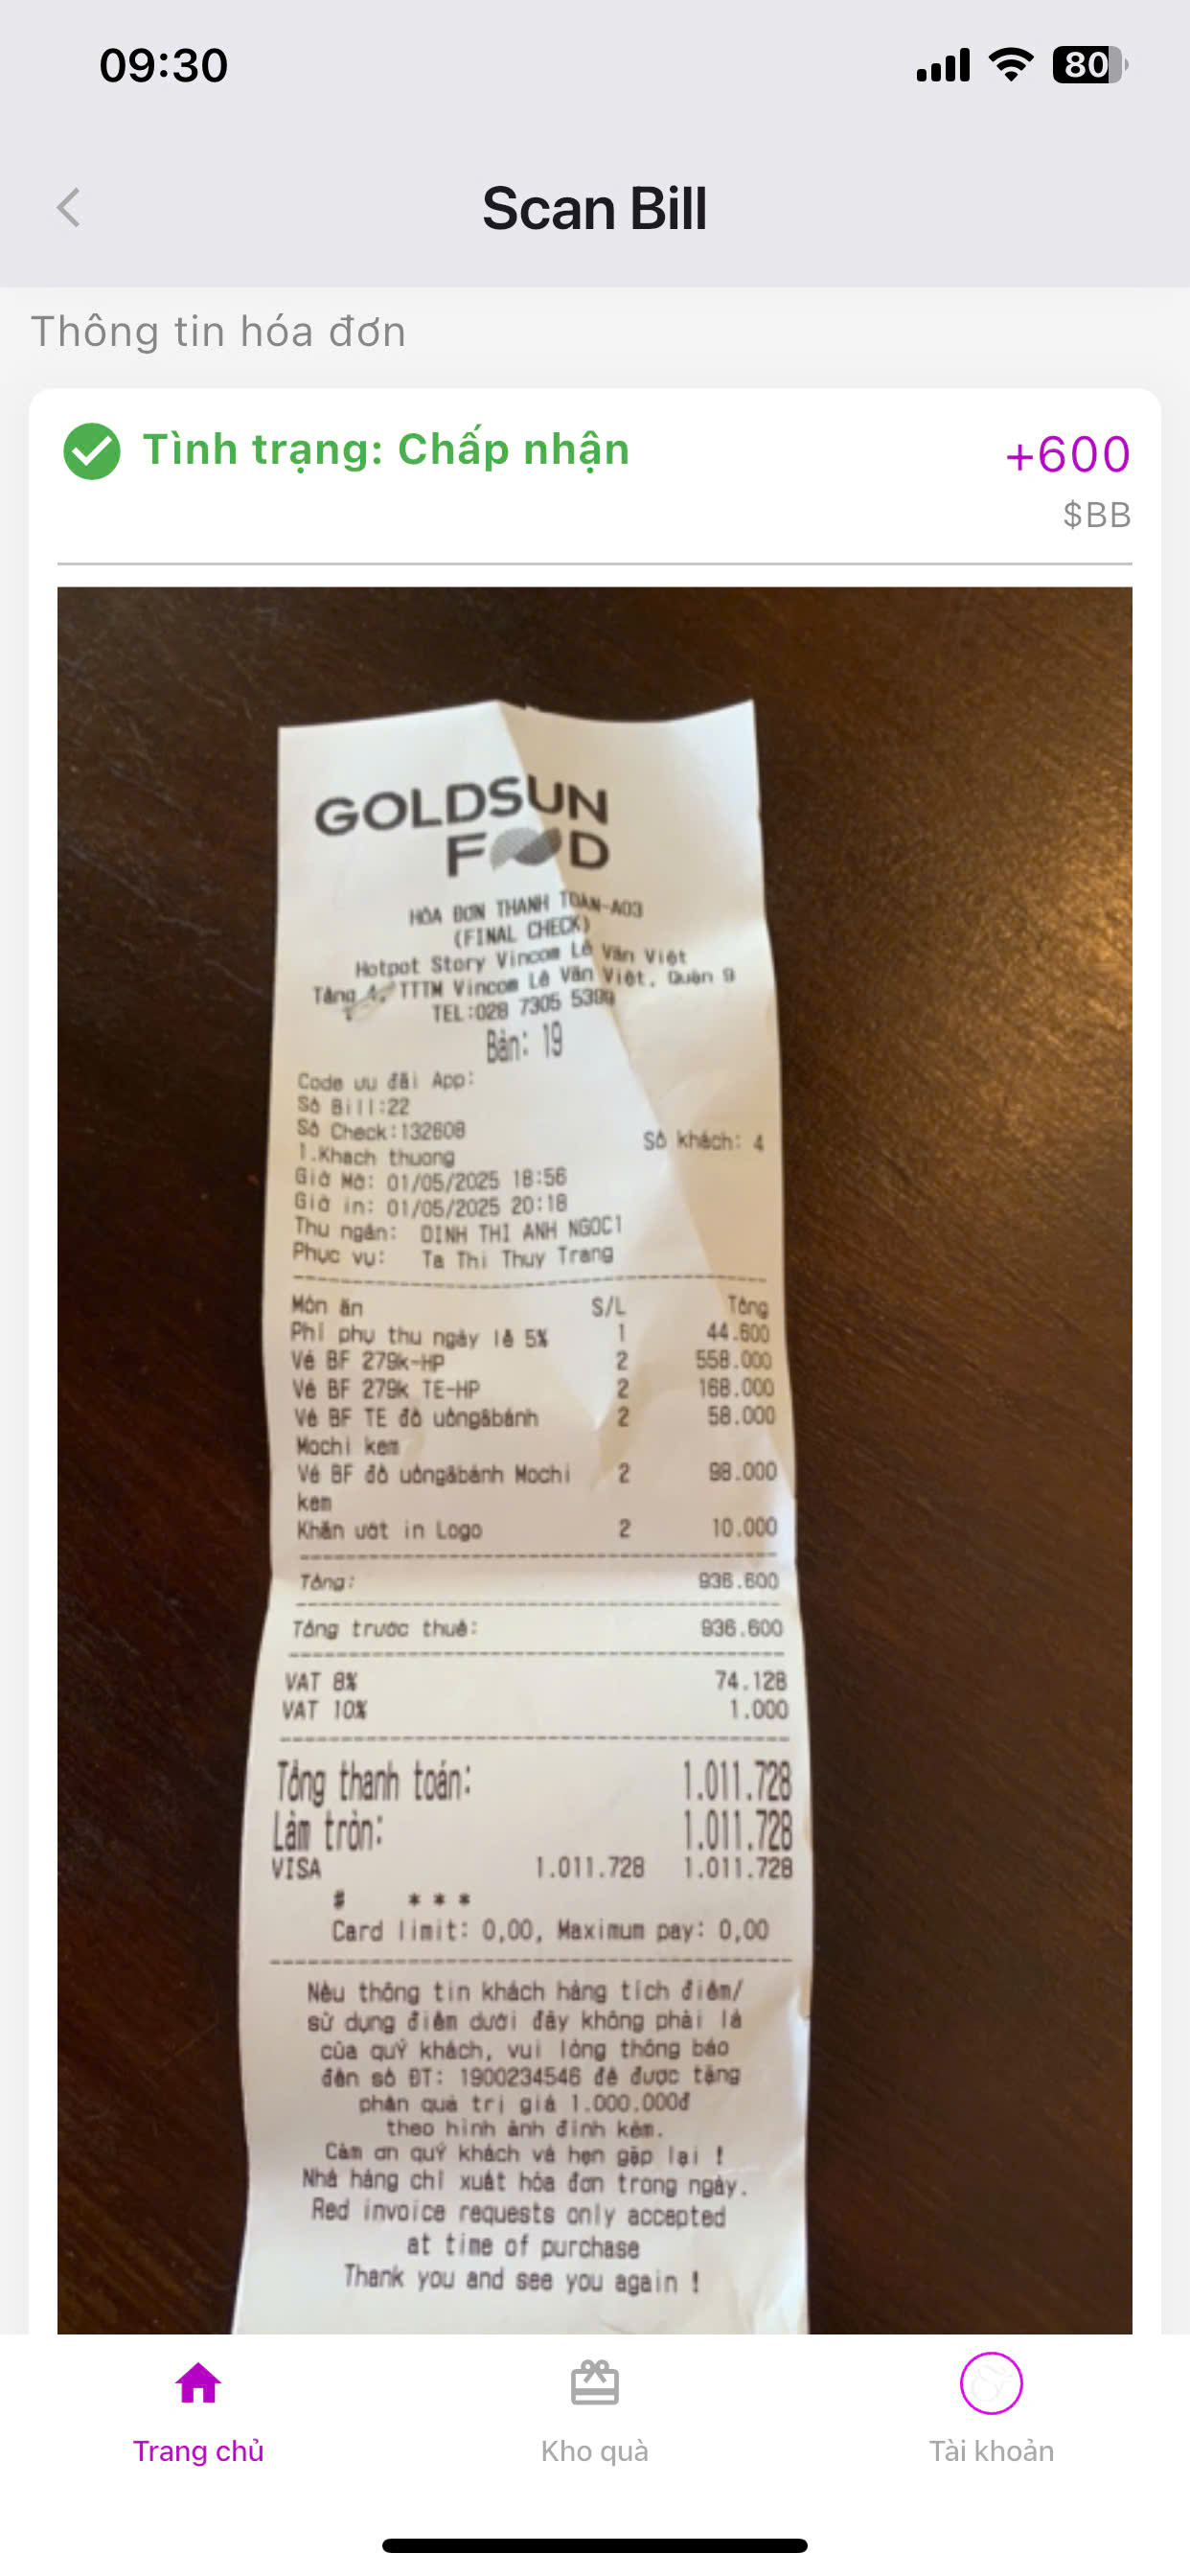 09:30
80
Scan Bill
Thông tin hóa đơn
Tình trạng: Chấp nhận
+600
$BB
GOLDSUN
FOOD
HÓA ĐƠN THANH TOÁN-A03
(FINAL CHECK)
Hotpot Story Vincom Lê Văn Việt
Tầng 4, TTTM Vincom Lê Văn Việt, Quận 9
TEL:028 7305 5399
Bàn: 19
Code ưu đãi App:
Số Bill:22
Số Check:132608 Số khách: 4
1.Khach thuong
Giờ Mở: 01/05/2025 18:56
Giờ in: 01/05/2025 20:18
Thu ngân: DINH THI ANH NGOC1
Phục vụ: Ta Thi Thuy Trang
Món ăn S/L Tổng
Phí phụ thu ngày lễ 5% 1 44.600
Vé BF 279k-HP 2 558.000
Vé BF 279k TE-HP 2 168.000
Vé BF TE đồ uống&bánh 2 58.000
Mochi kem
Vé BF đồ uống&bánh Mochi 2 98.000
kem
Khăn ướt in Logo 2 10.000
Tổng: 936.600
Tổng trước thuế: 936.600
VAT 8% 74.128
VAT 10% 1.000
Tổng thanh toán: 1.011.728
Làm tròn: 1.011.728
VISA 1.011.728 1.011.728
# * * *
Card limit: 0,00, Maximum pay: 0,00
Nếu thông tin khách hàng tích điểm/
sử dụng điểm dưới đây không phải là
của quý khách, vui lòng thông báo
đến số ĐT: 1900234546 để được tặng
phần quà trị giá 1.000.000đ
theo hình ảnh đính kèm.
Cảm ơn quý khách và hẹn gặp lại !
Nhà hàng chỉ xuất hóa đơn trong ngày.
Red invoice requests only accepted
at time of purchase
Thank you and see you again !
Trang chủ
Kho quà
Tài khoản